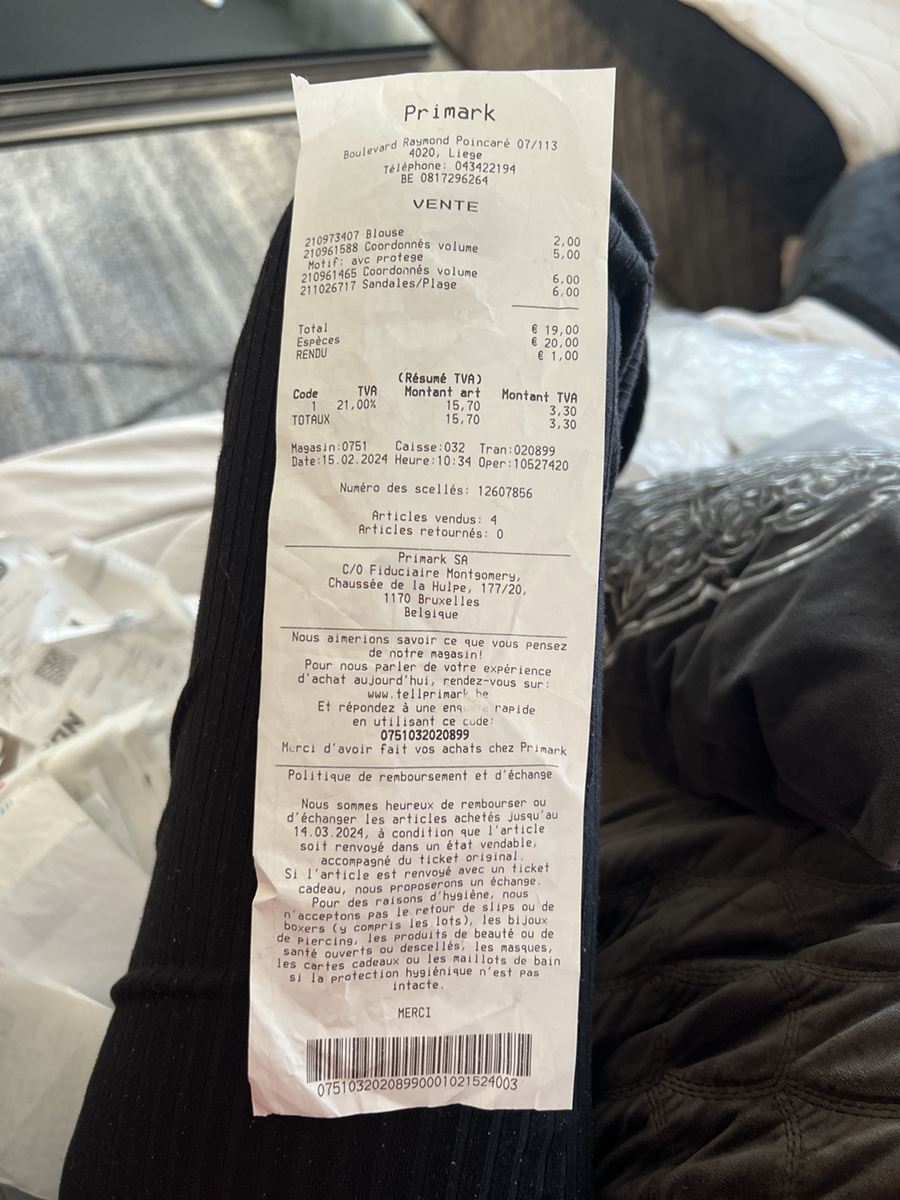 Primark
Boulevard Raymond Poincaré 07/113
4020, Liege
Téléphone: 043422194
BE 0817296264
VENTE
210973407 Blouse 2,00
210961588 Coordonnés volume 5,00
Motif: avc protege
210961465 Coordonnés volume 6,00
211026717 Sandales/Plage 6,00
Total € 19,00
Espèces € 20,00
RENDU € 1,00
(Résumé TVA)
Code TVA Montant art Montant TVA
1 21,00% 15,70 3,30
TOTAUX 15,70 3,30
Magasin:0751 Caisse:032 Tran:020899
Date:15.02.2024 Heure:10:34 Oper:10527420
Numéro des scellés: 12607856
Articles vendus: 4
Articles retournés: 0
Primark SA
C/O Fiduciaire Montgomery,
Chaussée de la Hulpe, 177/20,
1170 Bruxelles
Belgique
Nous aimerions savoir ce que vous pensez
de notre magasin!
Pour nous parler de votre expérience
d'achat aujourd'hui, rendez-vous sur:
www.tellprimark.be
Et répondez à une rapide
en utilisant ce code:
0751032020899
Merci d'avoir fait vos achats chez Primark
Politique de remboursement et d'échange
Nous sommes heureux de rembourser ou
d'échanger les articles achetés jusqu'au
14.03.2024, à condition que l'article
soit renvoyé dans un état vendable,
accompagné du ticket original.
Si l'article est renvoyé avec un ticket
cadeau, nous proposerons un échange.
Pour des raisons d'hygiène, nous
n'acceptons pas le retour de slips ou de
boxers (y compris les lots), les bijoux
de piercing, les produits de beauté ou de
santé ouverts ou descellés, les masques,
les cartes cadeaux ou les maillots de bain
si la protection hygiénique n'est pas
intacte.
MERCI
07510320208990001021524003